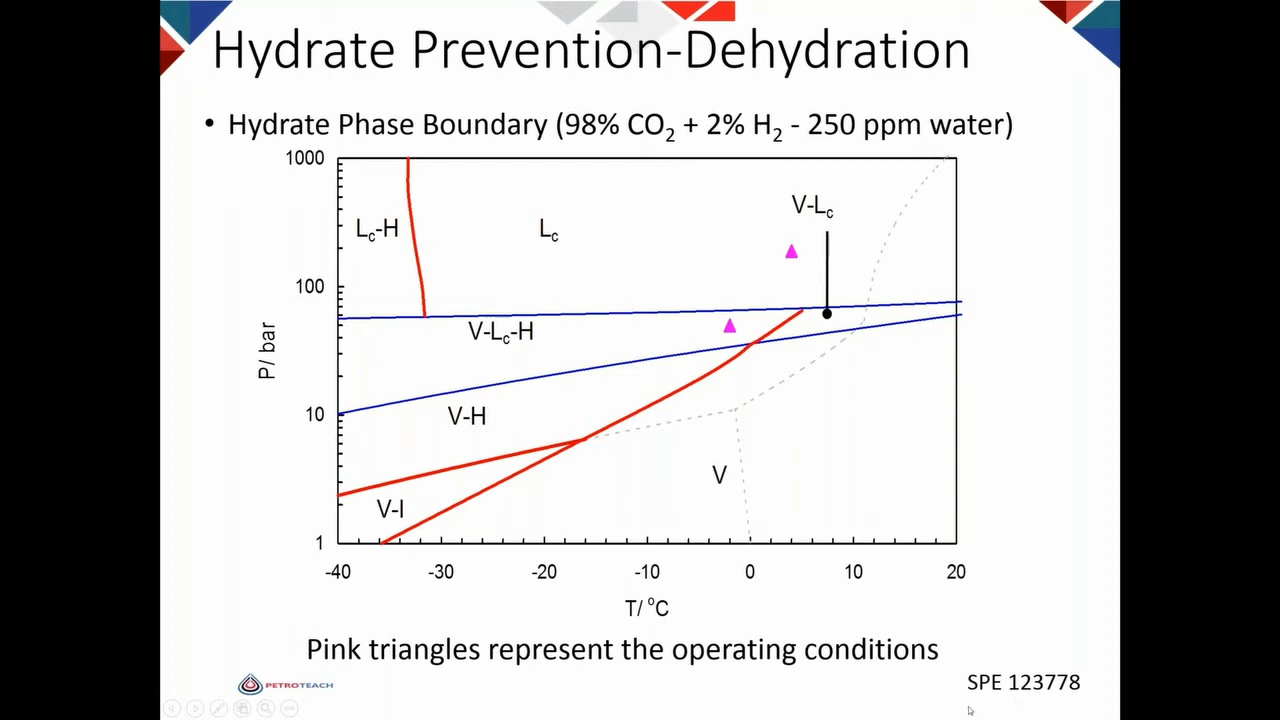 Hydrate Prevention-Dehydration
• Hydrate Phase Boundary (98% CO₂ + 2% H₂ - 250 ppm water)
1000
V-Lc
Lc-H
Lc
100
V-Lc-H
P/ bar
10
V-H
V
V-I
1
-40 -30 -20 -10 0 10 20
T/ °C
Pink triangles represent the operating conditions
PETROTEACH
SPE 123778